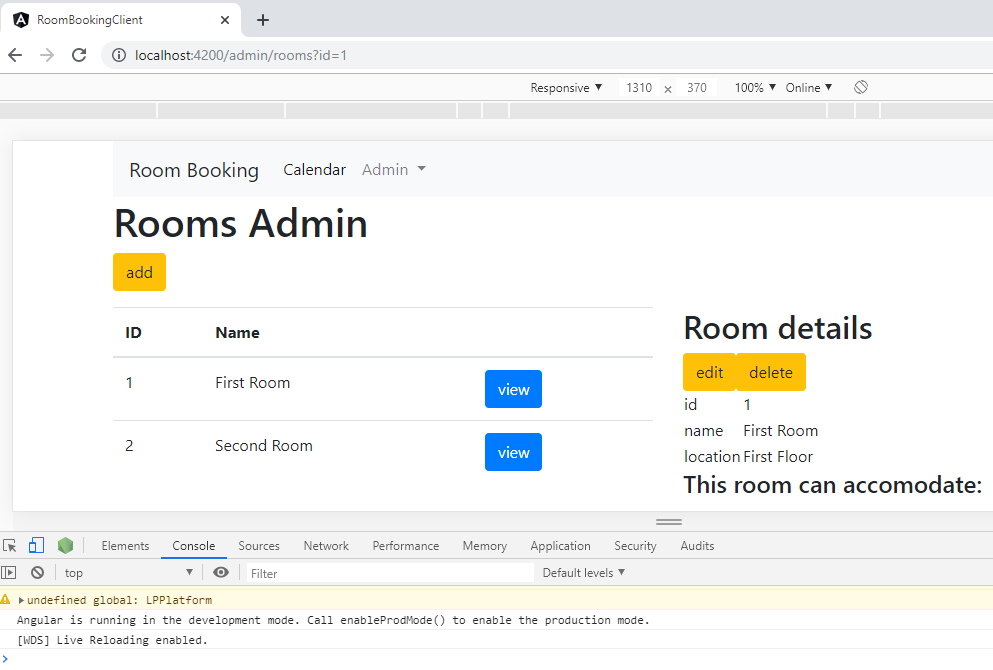 RoomBookingClient
localhost:4200/admin/rooms?id=1
Responsive ▼ 1310 x 370 100% ▼ Online ▼
Room Booking Calendar Admin
Rooms Admin
add
ID Name
1 First Room view
2 Second Room view
Room details
edit delete
id 1
name First Room
location First Floor
This room can accomodate:
Elements Console Sources Network Performance Memory Application Security Audits
top ▼ Filter Default levels ▼
undefined global: LPPlatform
Angular is running in the development mode. Call enableProdMode() to enable the production mode.
[WDS] Live Reloading enabled.